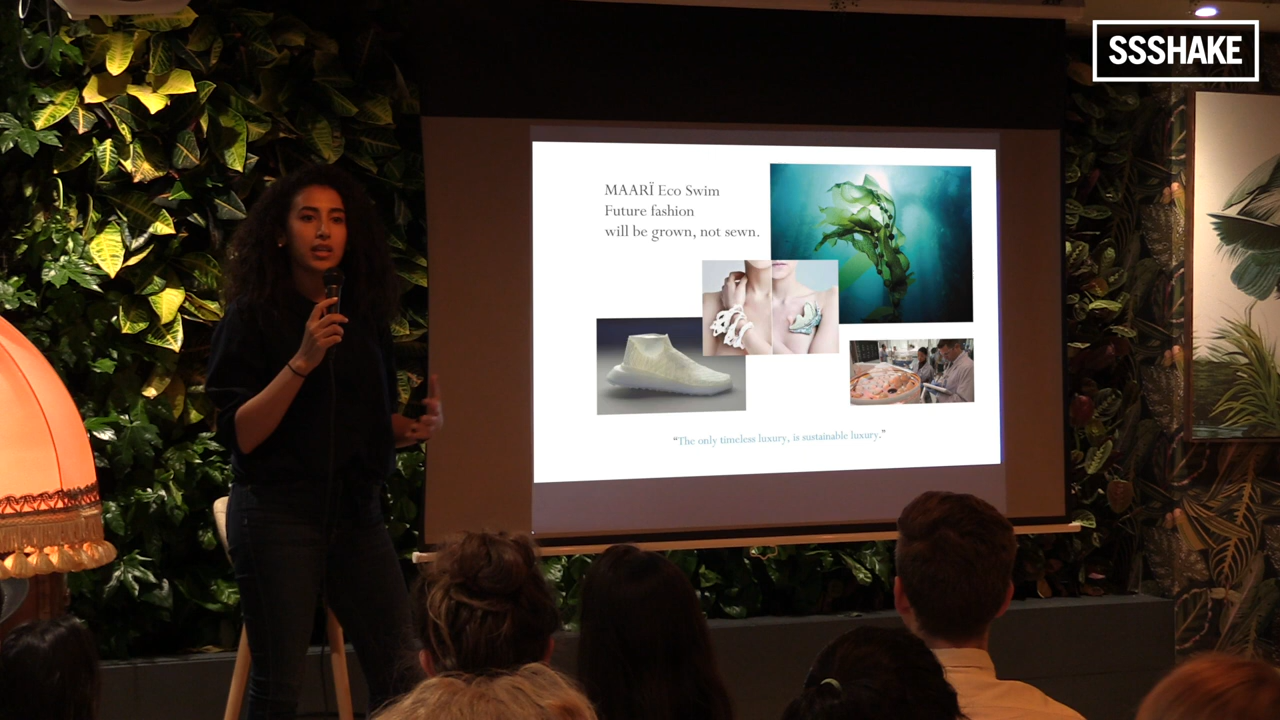 SSSHAKE
MAARÏ Eco Swim
Future fashion
will be grown, not sewn.
“The only timeless luxury, is sustainable luxury.”